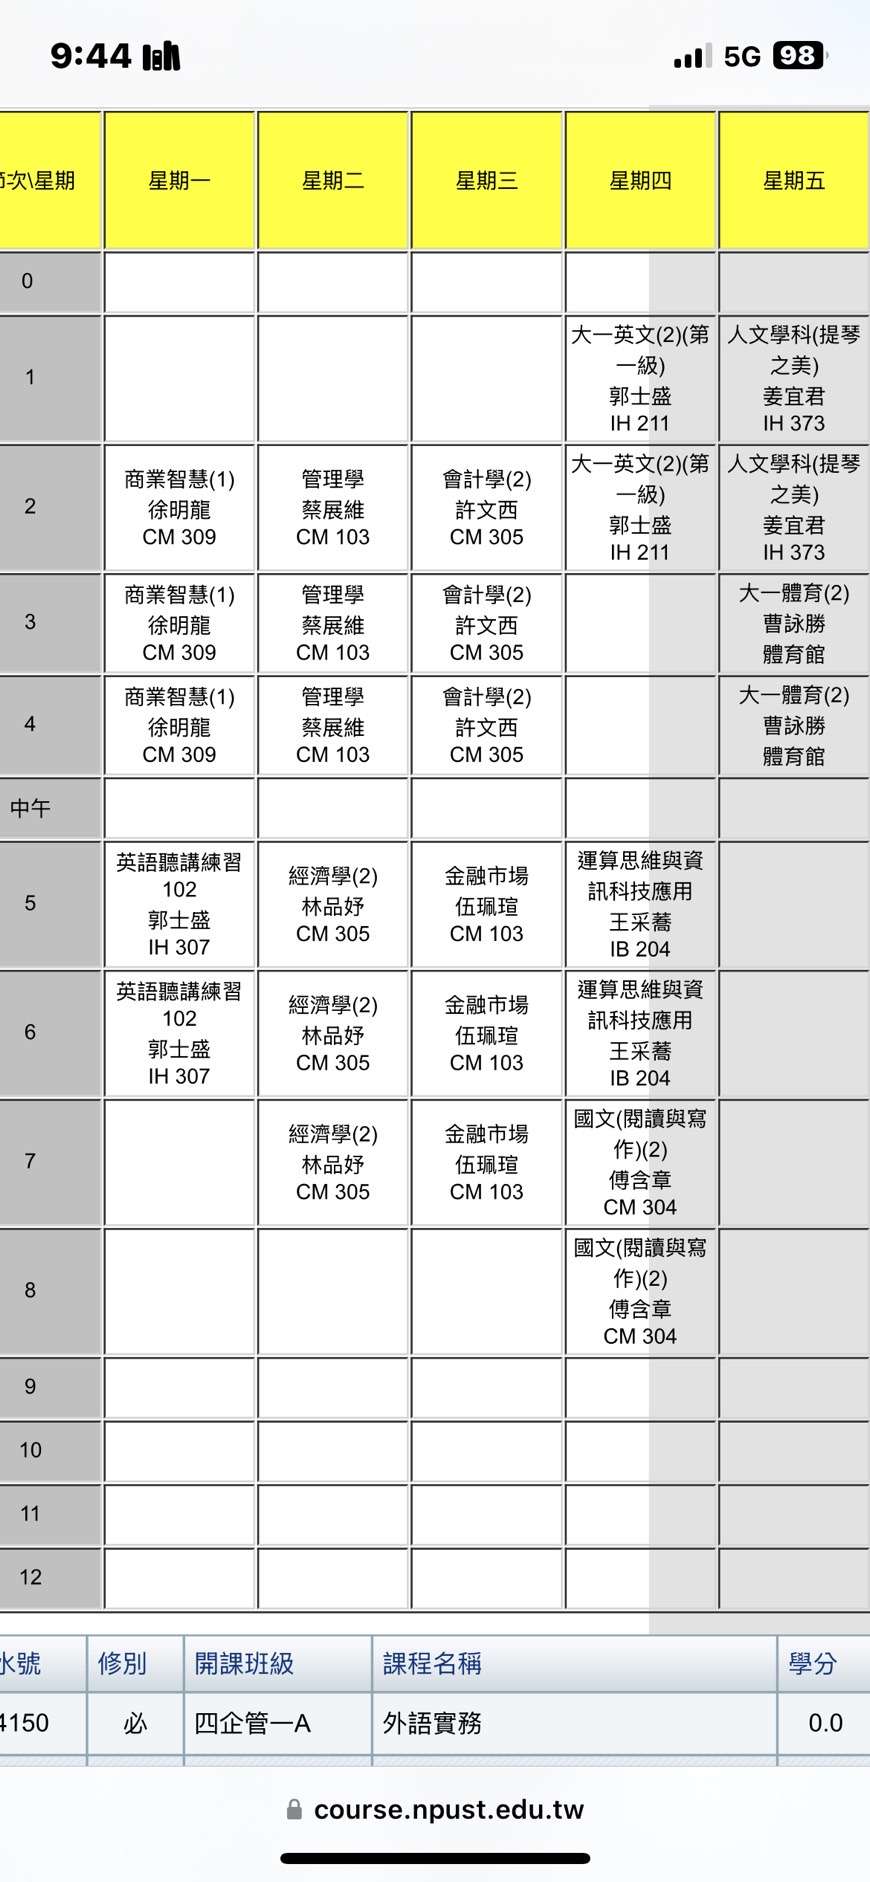 9:44
5G 98
節次\星期 星期一 星期二 星期三 星期四 星期五
0
1
大一英文(2)(第
一級)
郭士盛
IH 211
人文學科(提琴
之美)
姜宜君
IH 373
2
商業智慧(1)
徐明龍
CM 309
管理學
蔡展維
CM 103
會計學(2)
許文西
CM 305
大一英文(2)(第
一級)
郭士盛
IH 211
人文學科(提琴
之美)
姜宜君
IH 373
3
商業智慧(1)
徐明龍
CM 309
管理學
蔡展維
CM 103
會計學(2)
許文西
CM 305
大一體育(2)
曹詠勝
體育館
4
商業智慧(1)
徐明龍
CM 309
管理學
蔡展維
CM 103
會計學(2)
許文西
CM 305
大一體育(2)
曹詠勝
體育館
中午
5
英語聽講練習
102
郭士盛
IH 307
經濟學(2)
林品妤
CM 305
金融市場
伍珮瑄
CM 103
運算思維與資
訊科技應用
王采蕎
IB 204
6
英語聽講練習
102
郭士盛
IH 307
經濟學(2)
林品妤
CM 305
金融市場
伍珮瑄
CM 103
運算思維與資
訊科技應用
王采蕎
IB 204
7
經濟學(2)
林品妤
CM 305
金融市場
伍珮瑄
CM 103
國文(閱讀與寫
作)(2)
傅含章
CM 304
8
國文(閱讀與寫
作)(2)
傅含章
CM 304
9
10
11
12
水號 修別 開課班級 課程名稱 學分
4150 必 四企管一A 外語實務 0.0
course.npust.edu.tw